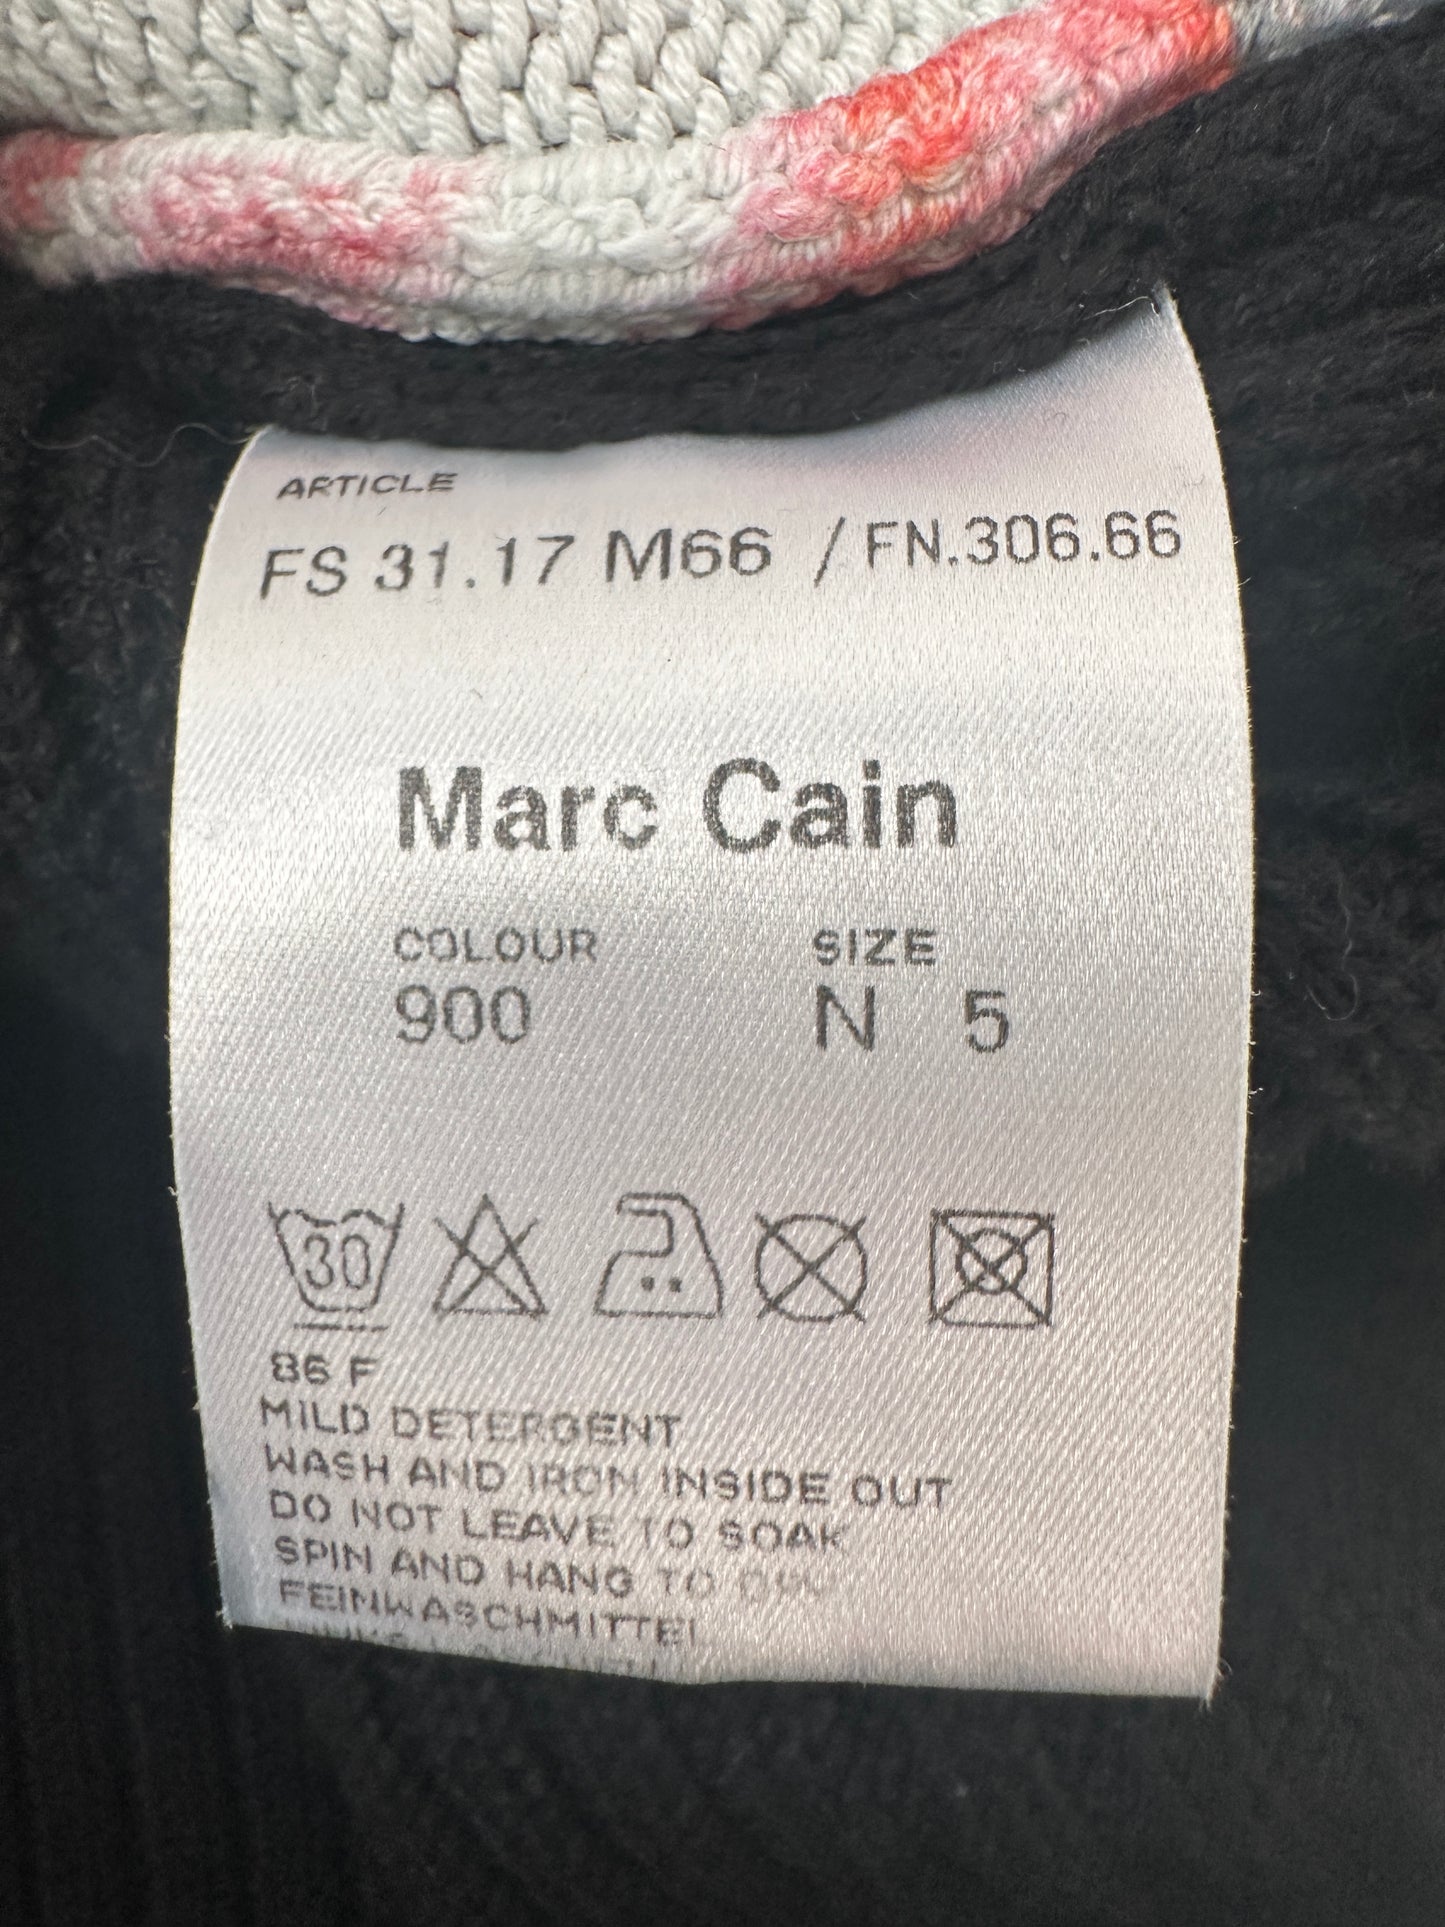 ARTICLE
FS 31.17 M66 / FN.306.66
Marc Cain
COLOUR SIZE
900 N 5
30
86 F
MILD DETERGENT
WASH AND IRON INSIDE OUT
DO NOT LEAVE TO SOAK
SPIN AND HANG TO DRY
FEINWASCHMITTEL